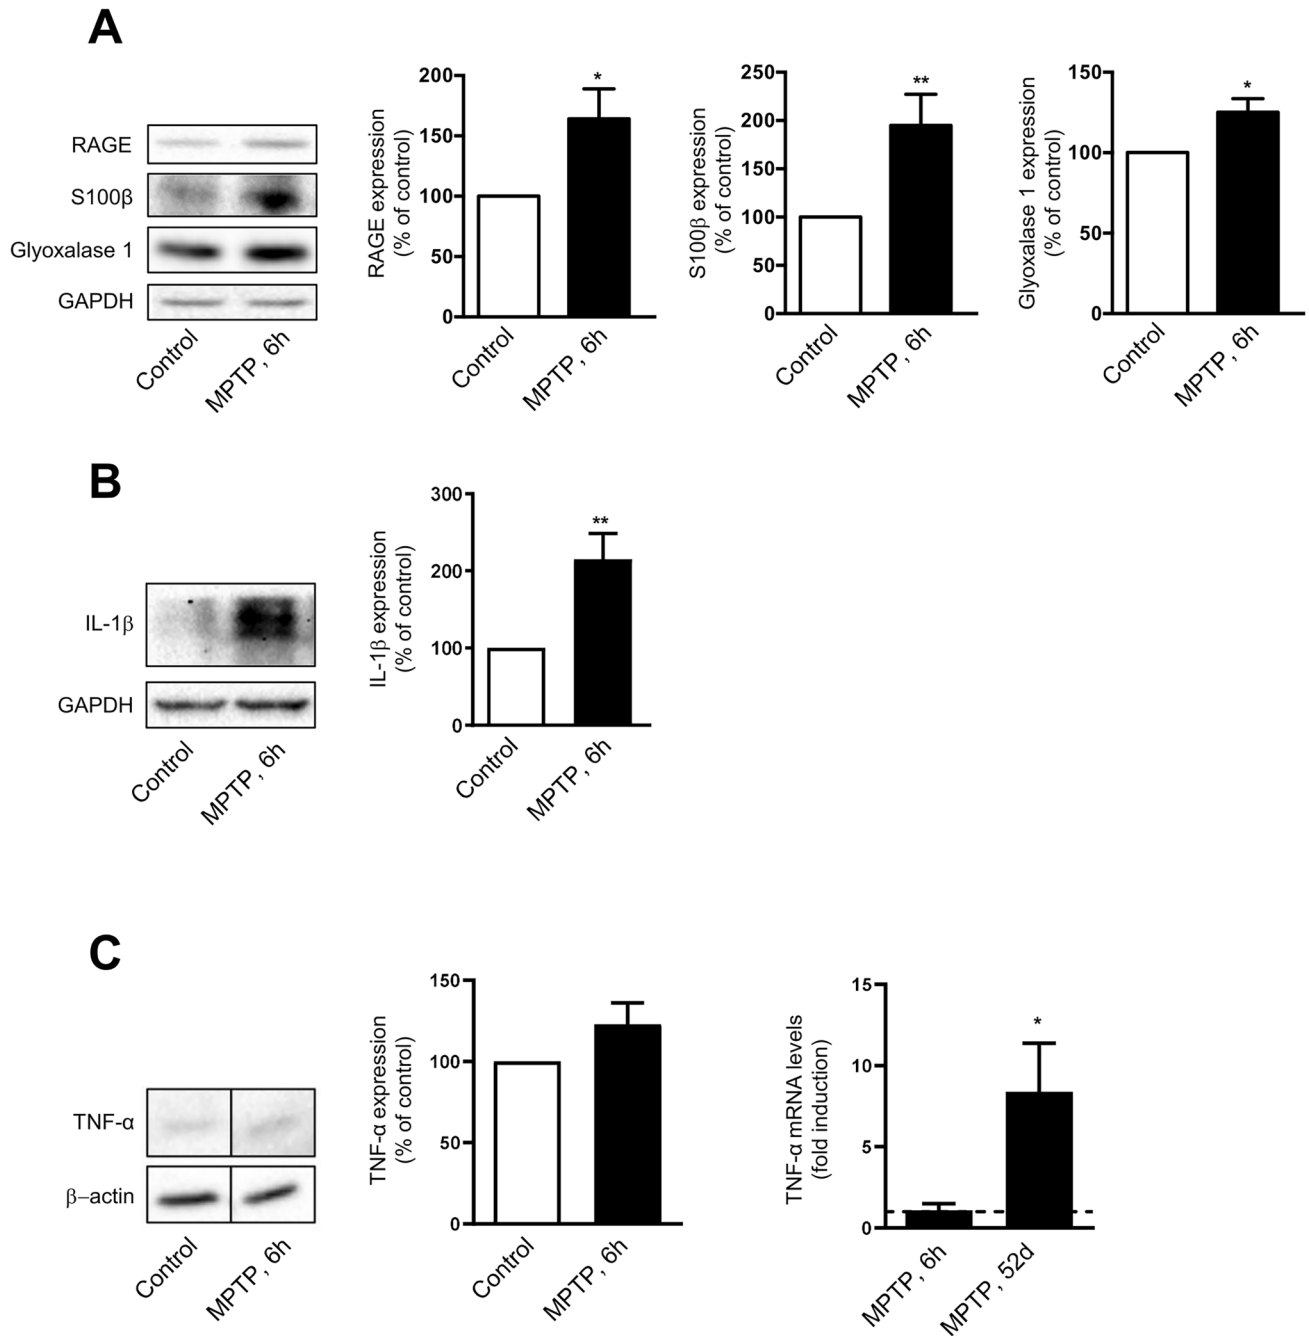 A
RAGE
S100β
Glyoxalase 1
GAPDH
Control
MPTP, 6h
RAGE expression
(% of control)
200
150
100
50
0
*
Control
MPTP, 6h
S100β expression
(% of control)
250
200
150
100
50
0
**
Control
MPTP, 6h
Glyoxalase 1 expression
(% of control)
150
100
50
0
*
Control
MPTP, 6h
B
IL-1β
GAPDH
Control
MPTP, 6h
IL-1β expression
(% of control)
300
200
100
0
**
Control
MPTP, 6h
C
TNF-α
β–actin
Control
MPTP, 6h
TNF-α expression
(% of control)
150
100
50
0
Control
MPTP, 6h
TNF-α mRNA levels
(fold induction)
15
10
5
0
*
MPTP, 6h
MPTP, 52d